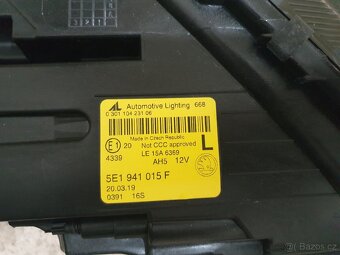 AL Automotive Lighting 668
0 301 104 231 06
Made in Czech Republic
E1 20 Not CCC approved L
4339 LE 15A 6369
AH5 12V
5E1 941 015 F
20.03.19
0391 16S
Bazoš.cz